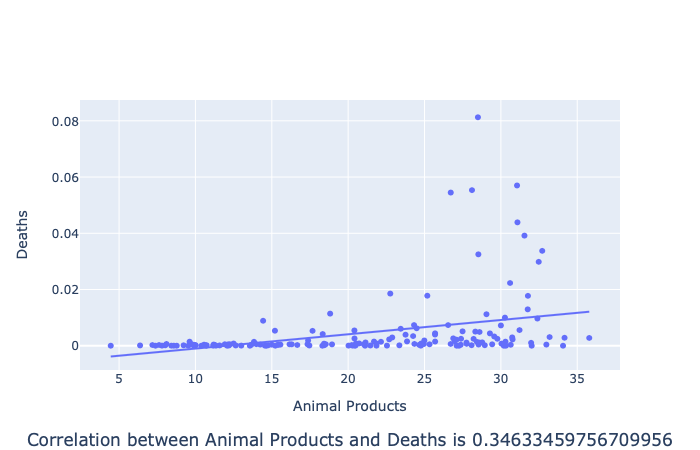 0.08
0.06
0.04
0.02
0
Deaths
5 10 15 20 25 30 35
Animal Products
Correlation between Animal Products and Deaths is 0.34633459756709956